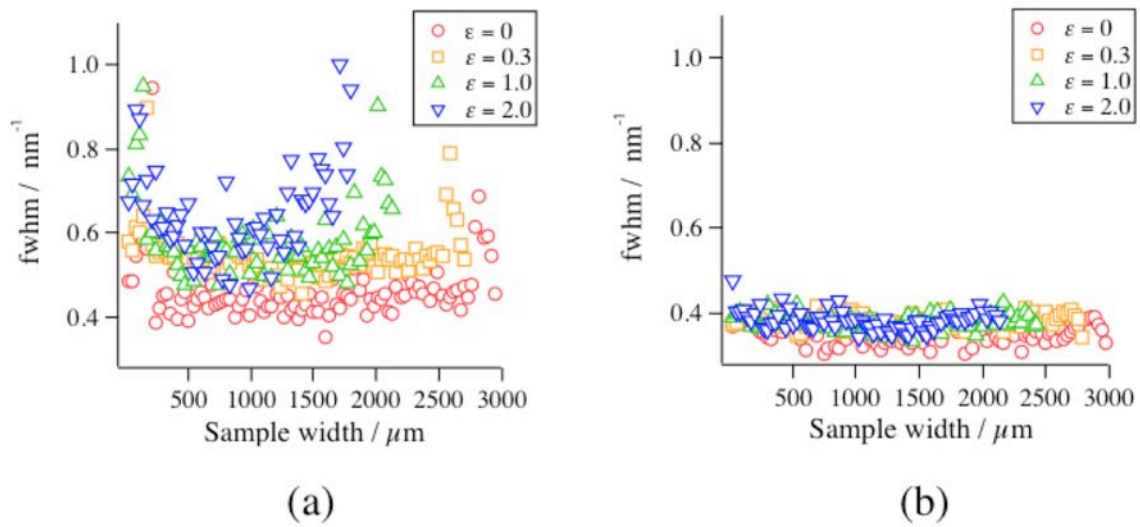 ε = 0
ε = 0.3
ε = 1.0
ε = 2.0
1.0
0.8
0.6
0.4
fwhm / nm⁻¹
500 1000 1500 2000 2500 3000
Sample width / μm
(a)
ε = 0
ε = 0.3
ε = 1.0
ε = 2.0
1.0
0.8
0.6
0.4
fwhm / nm⁻¹
500 1000 1500 2000 2500 3000
Sample width / μm
(b)